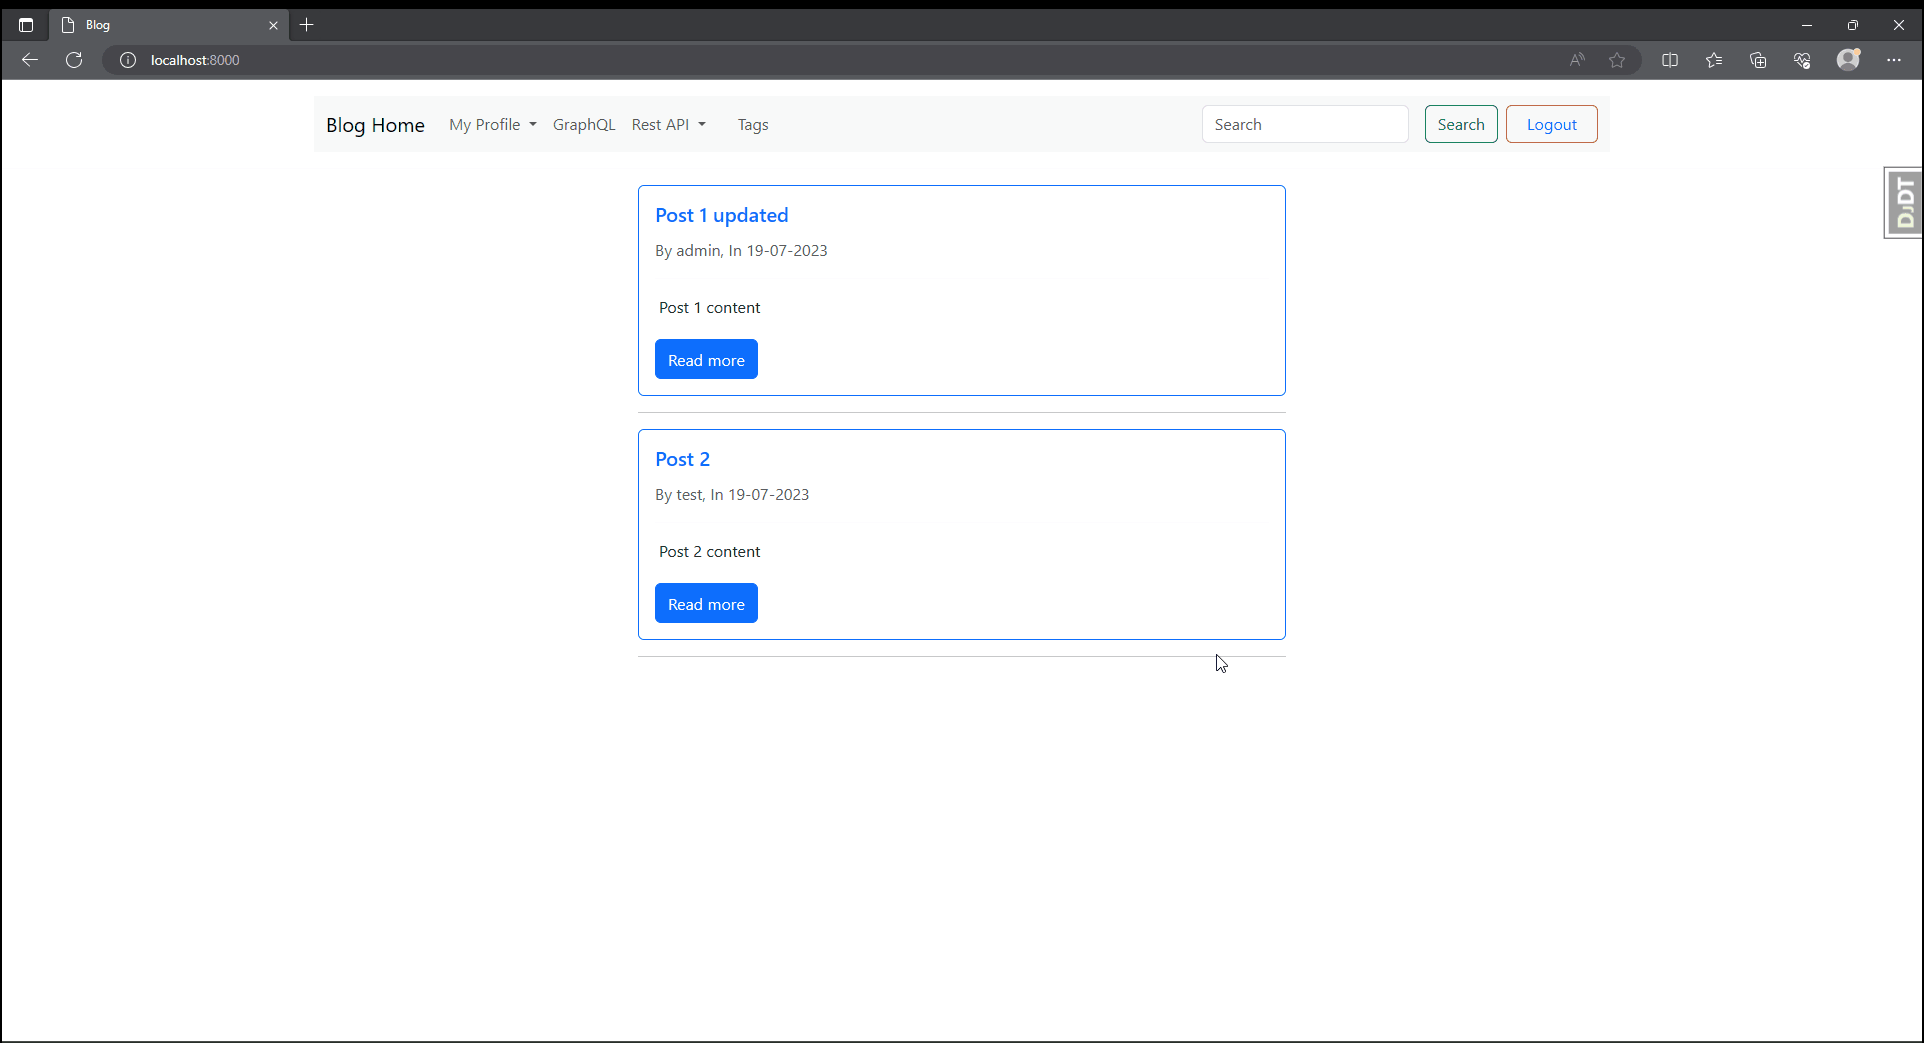 Blog
localhost:8000
Blog Home My Profile GraphQL Rest API Tags Search Search Logout
DJDT
Post 1 updated
By admin, In 19-07-2023
Post 1 content
Read more
Post 2
By test, In 19-07-2023
Post 2 content
Read more